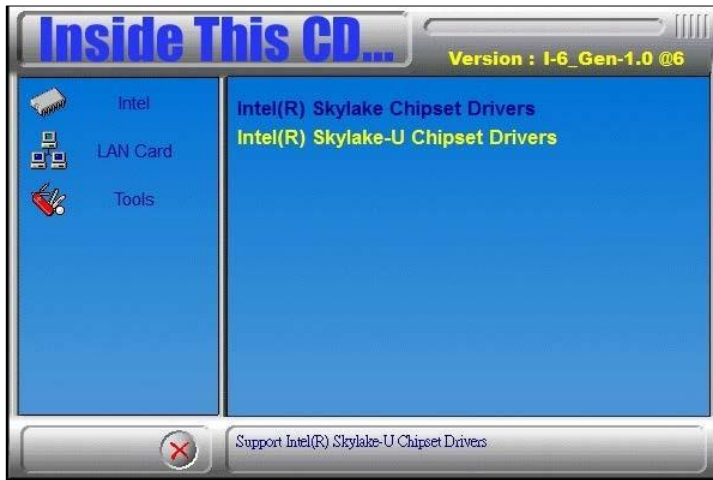 Inside This CD...
Version : I-6_Gen-1.0 @6
Intel
LAN Card
Tools
Intel(R) Skylake Chipset Drivers
Intel(R) Skylake-U Chipset Drivers
Support Intel(R) Skylake-U Chipset Drivers